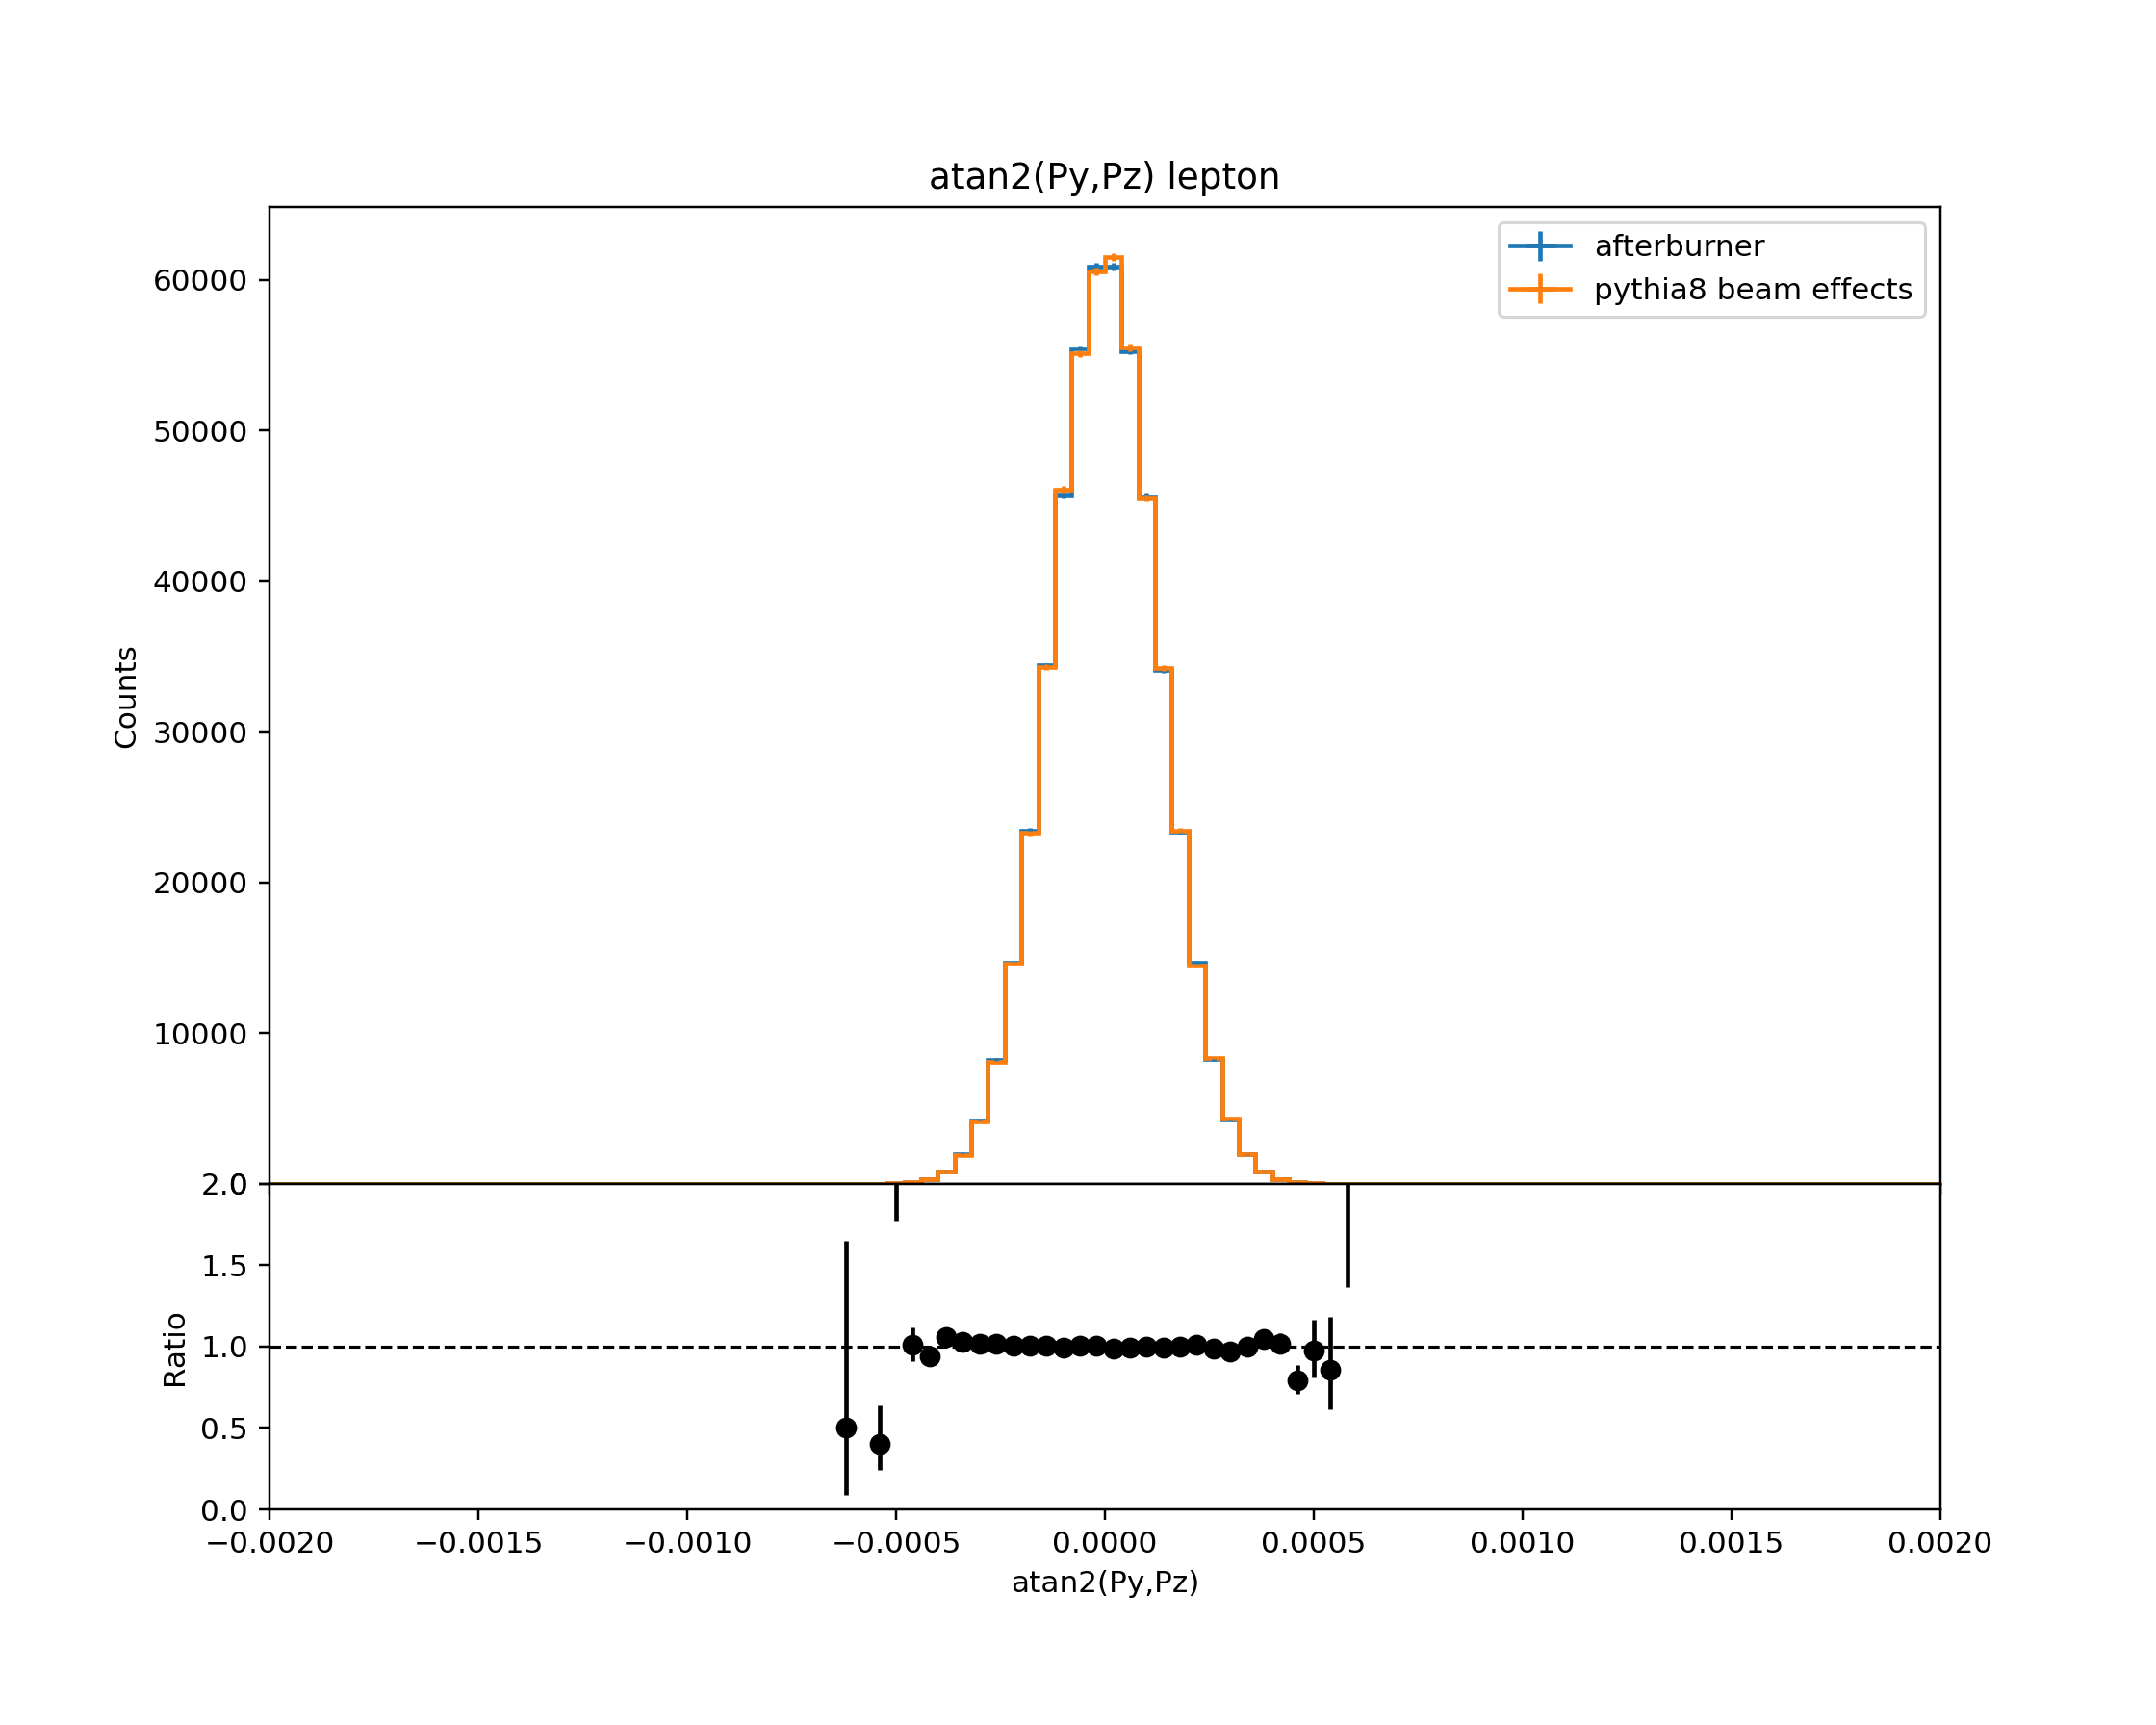 atan2(Py,Pz) lepton
afterburner
pythia8 beam effects
60000
50000
40000
30000
20000
10000
Counts
2.0
1.5
1.0
0.5
0.0
Ratio
−0.0020 −0.0015 −0.0010 −0.0005 0.0000 0.0005 0.0010 0.0015 0.0020
atan2(Py,Pz)